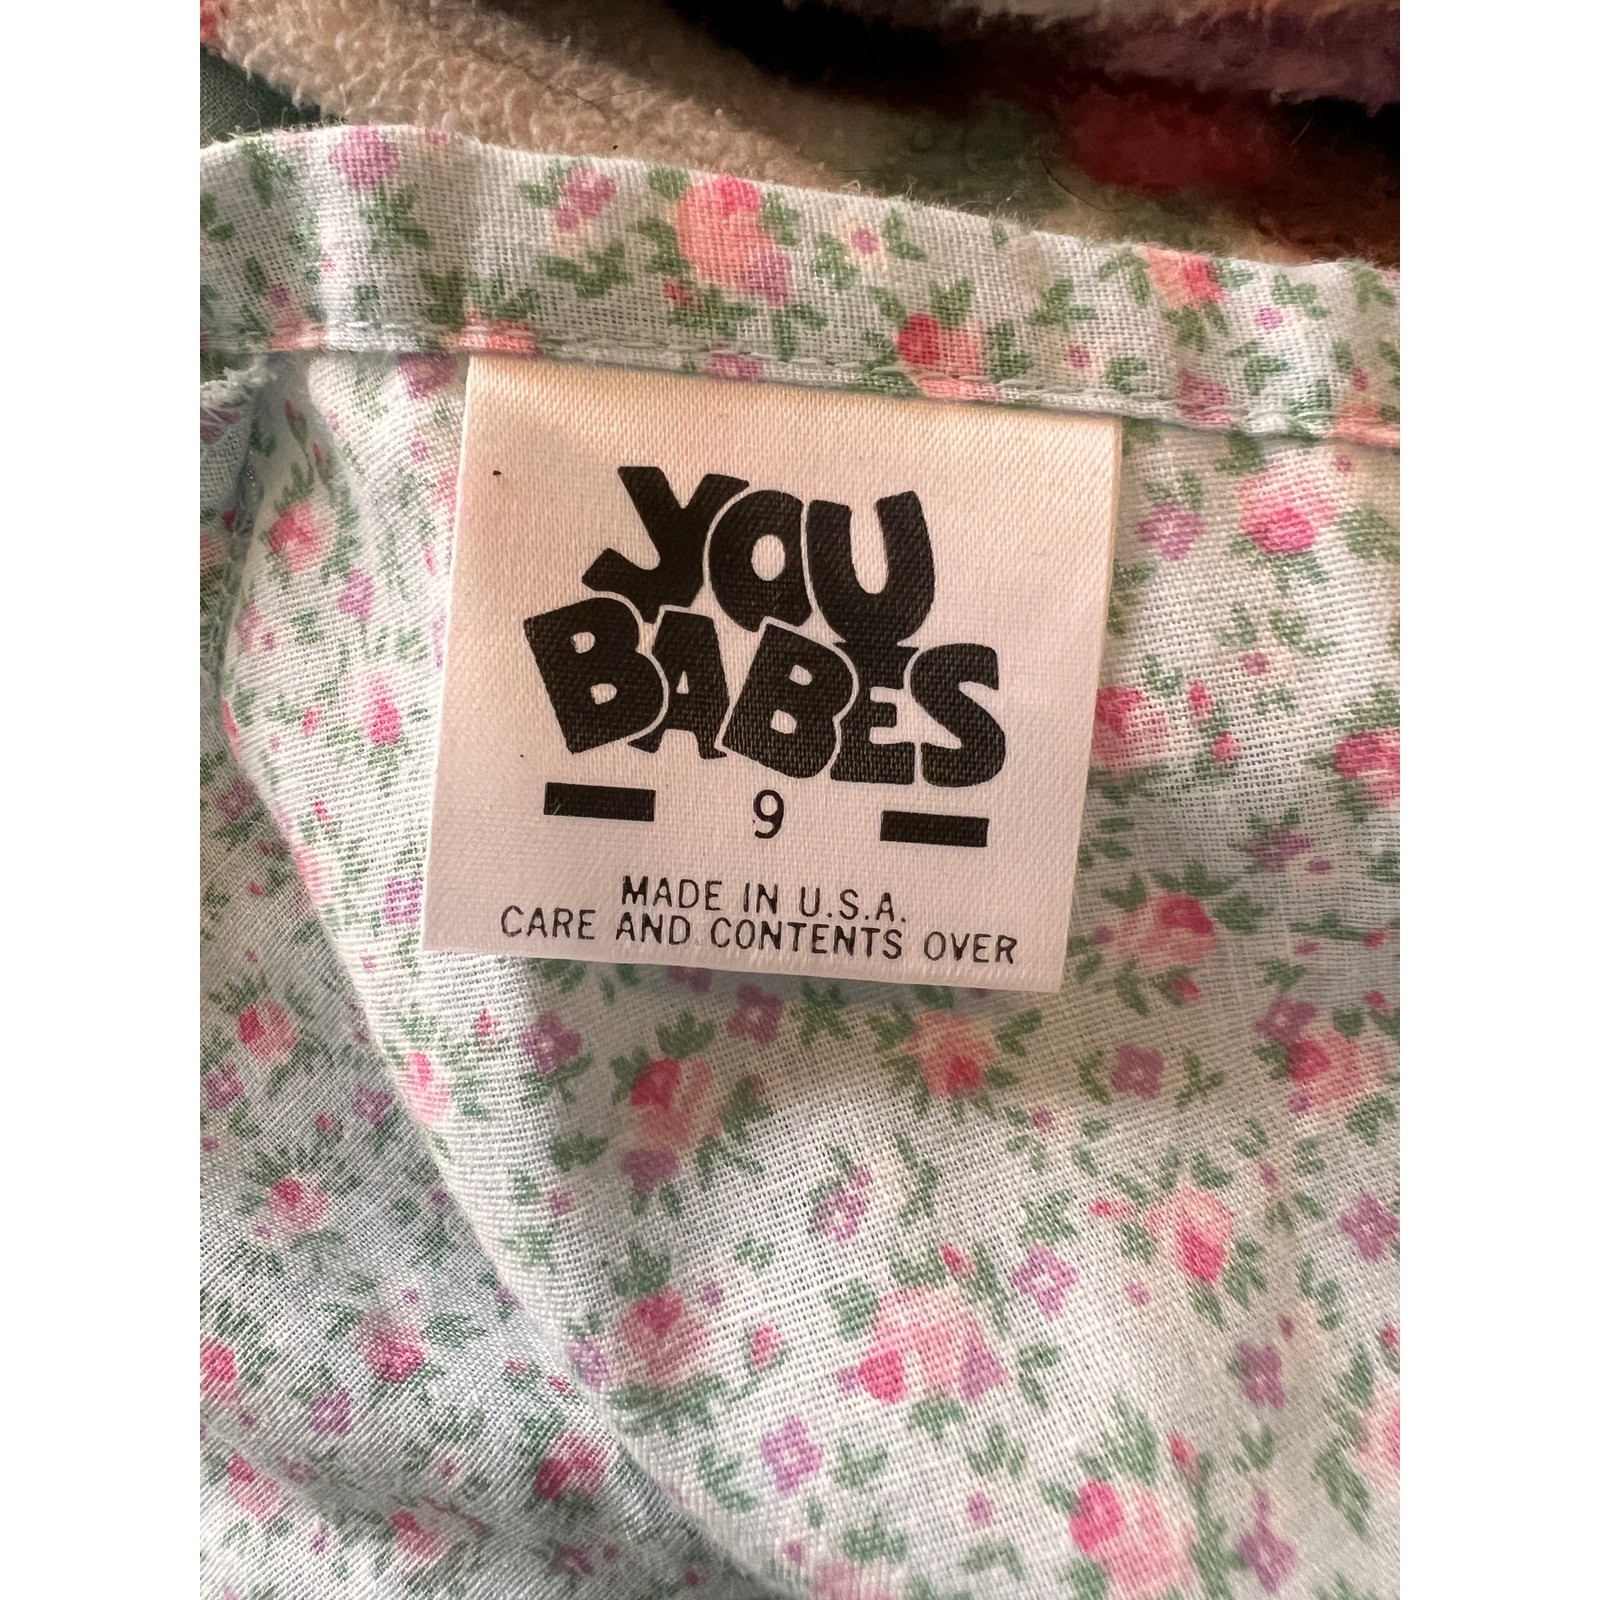 YOU
BABES
9
MADE IN U.S.A.
CARE AND CONTENTS OVER